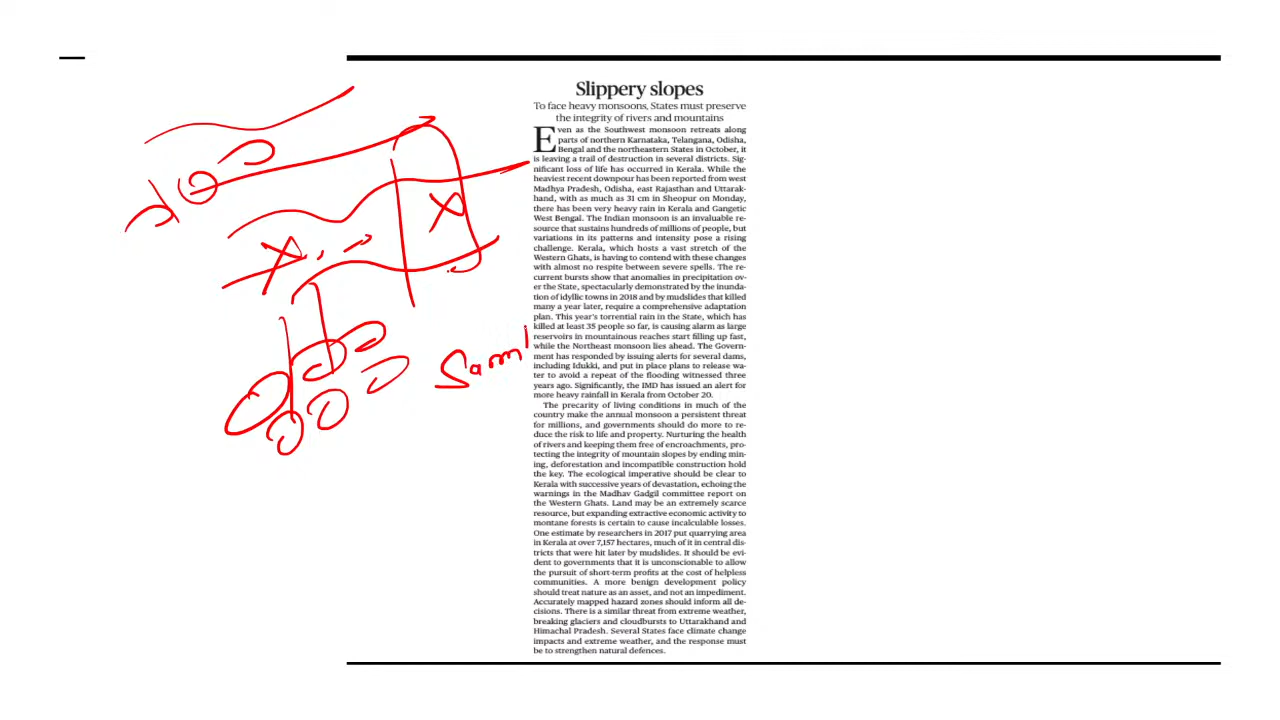 Slippery slopes
To face heavy monsoons, States must preserve
the integrity of rivers and mountains
Even as the Southwest monsoon retreats along
parts of northern Karnataka, Telangana, Odisha,
Bengal and the northeastern States in October, it
is leaving a trail of destruction in several districts. Sig-
nificant loss of life has occurred in Kerala. While the
heaviest recent downpour has been reported from west
Madhya Pradesh, Odisha, east Rajasthan and Uttarak-
hand, with as much as 31 cm in Sheopur on Monday,
there has been very heavy rain in Kerala and Gangetic
West Bengal. The Indian monsoon is an invaluable re-
source that sustains hundreds of millions of people, but
variations in its patterns and intensity pose a rising
challenge. Kerala, which hosts a vast stretch of the
Western Ghats, is having to contend with these changes
with almost no respite between severe spells. The re-
current bursts show that anomalies in precipitation ov-
er the State, spectacularly demonstrated by the inunda-
tion of idyllic towns in 2018 and by mudslides that killed
many a year later, require a comprehensive adaptation
plan. This year's torrential rain in the State, which has
killed at least 35 people so far, is causing alarm as large
reservoirs in mountainous reaches start filling up fast,
while the Northeast monsoon lies ahead. The Govern-
ment has responded by issuing alerts for several dams,
including Idukki, and put in place plans to release wa-
ter to avoid a repeat of the flooding witnessed three
years ago. Significantly, the IMD has issued an alert for
more heavy rainfall in Kerala from October 20.
The precarity of living conditions in much of the
country make the annual monsoon a persistent threat
for millions, and governments should do more to re-
duce the risk to life and property. Nurturing the health
of rivers and keeping them free of encroachments, pro-
tecting the integrity of mountain slopes by ending min-
ing, deforestation and incompatible construction hold
the key. The ecological imperative should be clear to
Kerala with successive years of devastation, echoing the
warnings in the Madhav Gadgil committee report on
the Western Ghats. Land may be an extremely scarce
resource, but expanding extractive economic activity to
montane forests is certain to cause incalculable losses.
One estimate by researchers in 2017 put quarrying area
in Kerala at over 7,157 hectares, much of it in central dis-
tricts that were hit later by mudslides. It should be evi-
dent to governments that it is unconscionable to allow
the pursuit of short-term profits at the cost of helpless
communities. A more benign development policy
should treat nature as an asset, and not an impediment.
Accurately mapped hazard zones should inform all de-
cisions. There is a similar threat from extreme weather,
breaking glaciers and cloudbursts to Uttarakhand and
Himachal Pradesh. Several States face climate change
impacts and extreme weather, and the response must
be to strengthen natural defences.